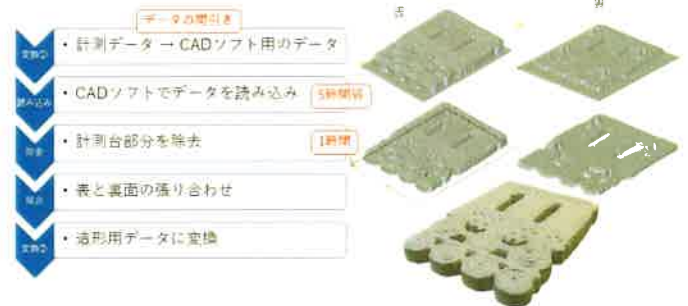 データの間引き
変換①
・計測データ → CADソフト用のデータ
読み込み
・CADソフトでデータを読み込み
5時間弱
除去
・計測台部分を除去
1時間
・表と裏面の張り合わせ
変換②
・造形用データに変換